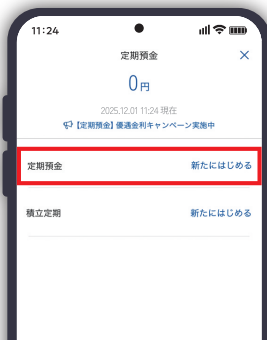 11:24
定期預金 ×
0円
2025.12.01 11:24 現在
【定期預金】優遇金利キャンペーン実施中
定期預金 新たにはじめる
積立定期 新たにはじめる